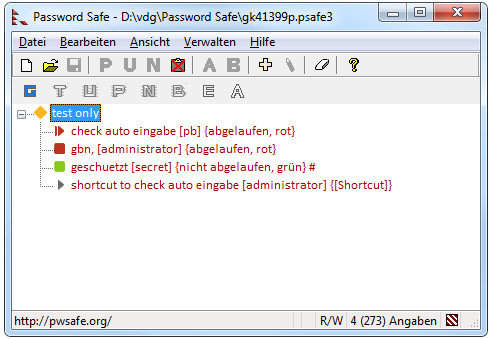 Password Safe - D:\vdg\Password Safe\gk41399p.psafe3
Datei Bearbeiten Ansicht Verwalten Hilfe
P U N A B
G T U P N B E A
test only
check auto eingabe [pb] {abgelaufen, rot}
gbn, [administrator] {abgelaufen, rot}
geschuetzt [secret] {nicht abgelaufen, grün} #
shortcut to check auto eingabe [administrator] {[Shortcut]}
http://pwsafe.org/ R/W 4 (273) Angaben